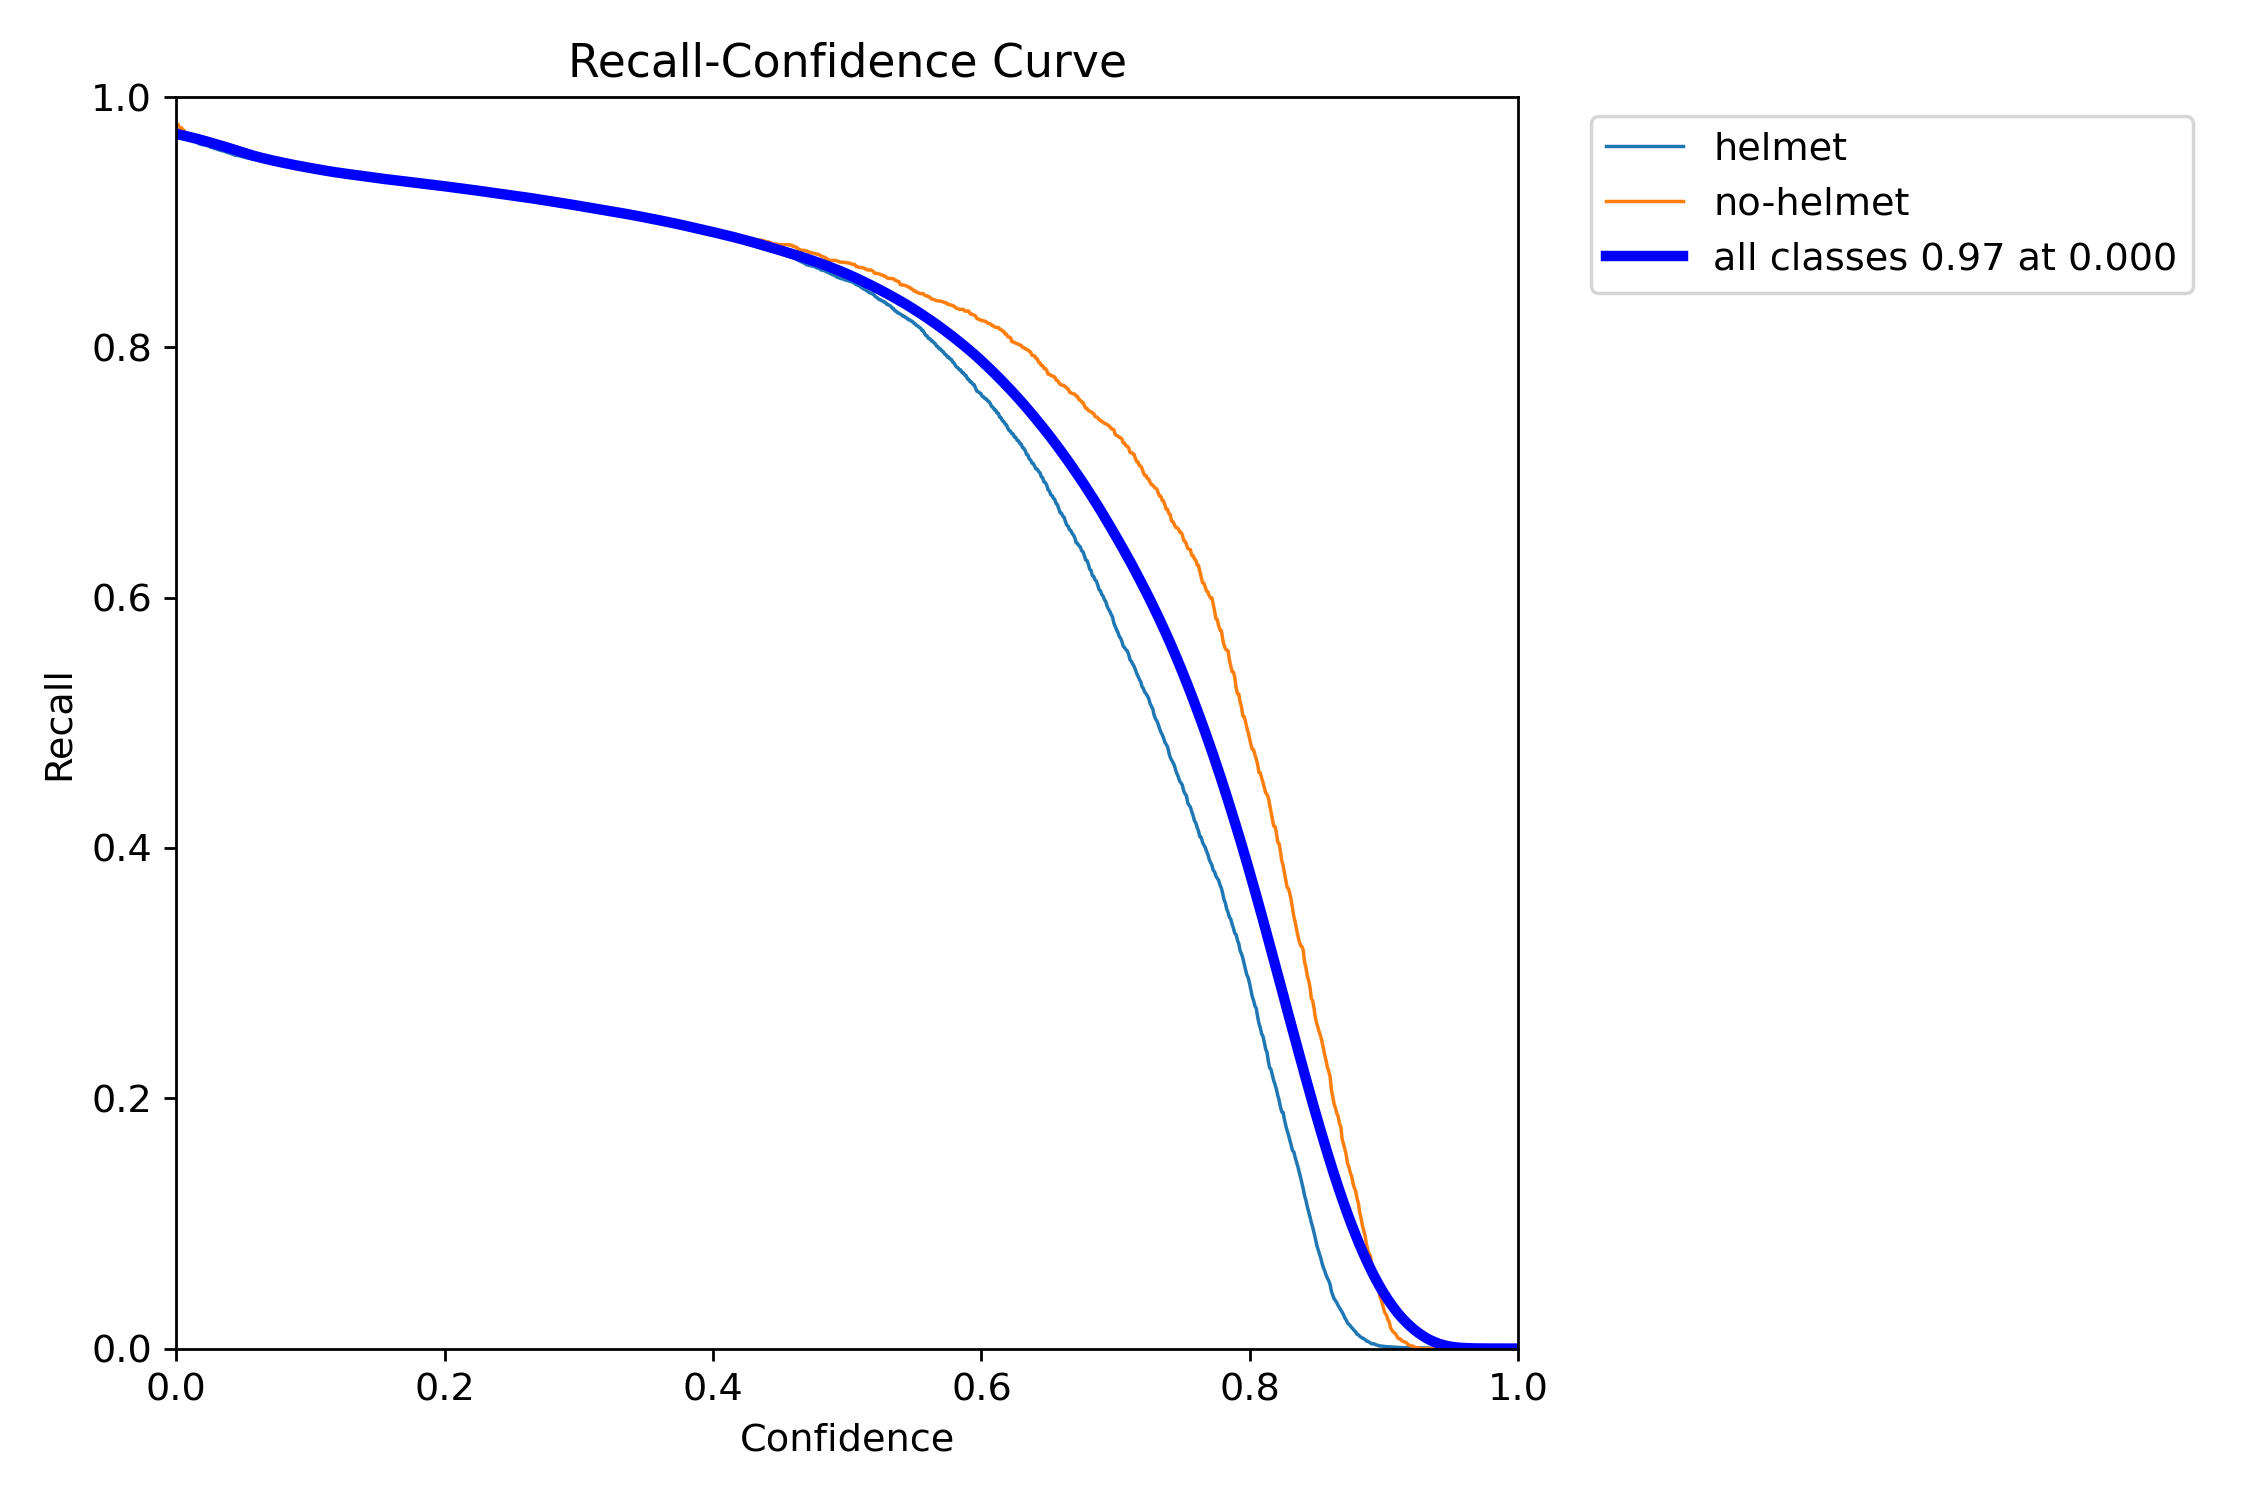 Recall-Confidence Curve
1.0
0.8
0.6
0.4
0.2
0.0
Recall
0.0 0.2 0.4 0.6 0.8 1.0
Confidence
helmet
no-helmet
all classes 0.97 at 0.000